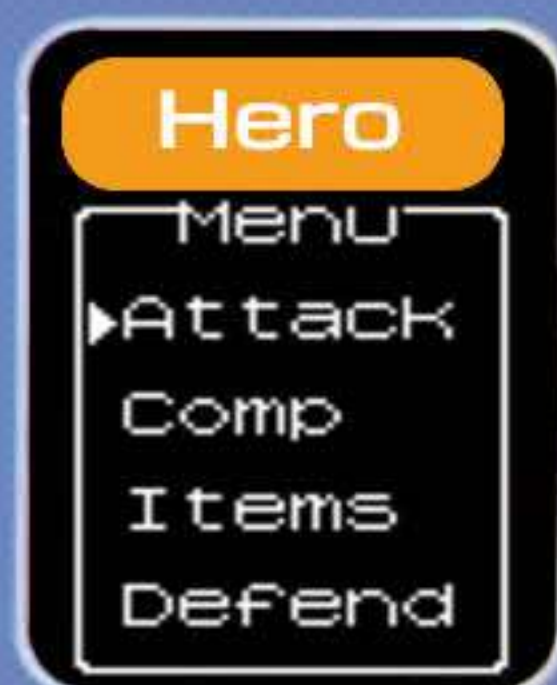 Hero
Menu
Attack
Comp
Items
Defend